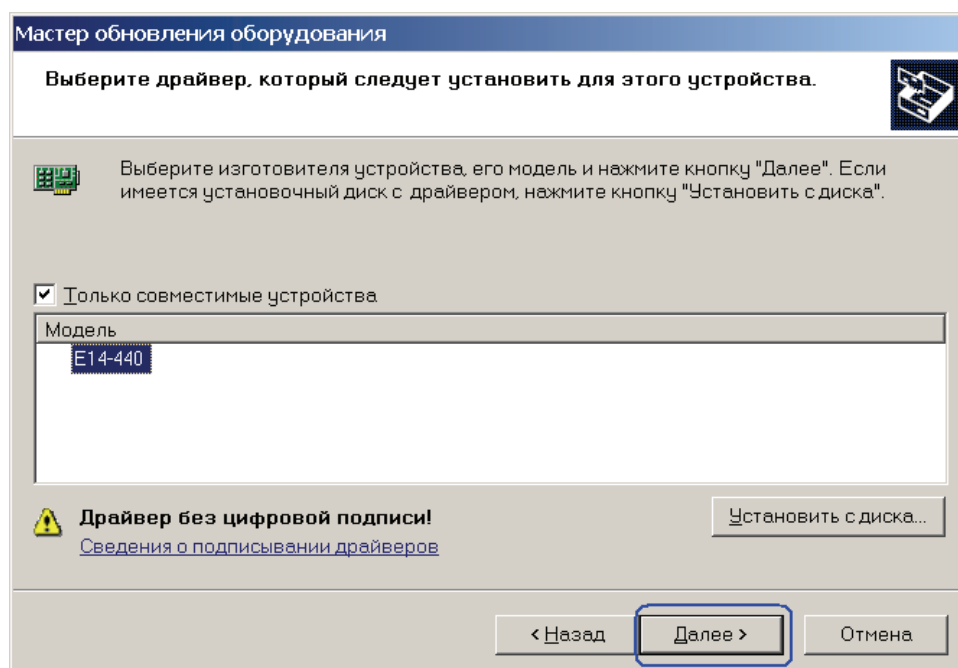 Мастер обновления оборудования
Выберите драйвер, который следует установить для этого устройства.
Выберите изготовителя устройства, его модель и нажмите кнопку "Далее". Если
имеется установочный диск с драйвером, нажмите кнопку "Установить с диска".
Только совместимые устройства
Модель
E14-440
Драйвер без цифровой подписи!
Сведения о подписывании драйверов
Установить с диска...
< Назад
Далее >
Отмена